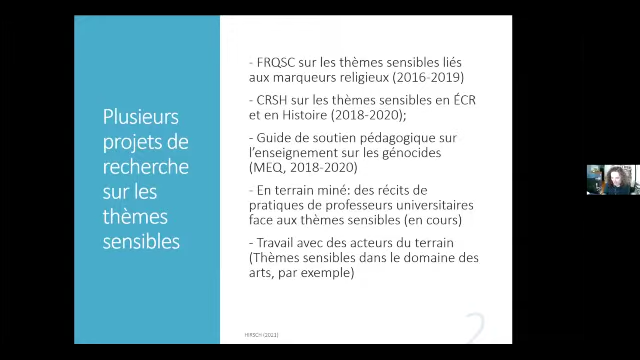 Plusieurs
projets de
recherche
sur les
thèmes
sensibles
- FRQSC sur les thèmes sensibles liés
aux marqueurs religieux (2016-2019)
- CRSH sur les thèmes sensibles en ÉCR
et en Histoire (2018-2020);
- Guide de soutien pédagogique sur
l'enseignement sur les génocides
(MEQ, 2018-2020)
- En terrain miné: des récits de
pratiques de professeurs universitaires
face aux thèmes sensibles (en cours)
- Travail avec des acteurs du terrain
(Thèmes sensibles dans le domaine des
arts, par exemple)
HIRSCH (2023)
2